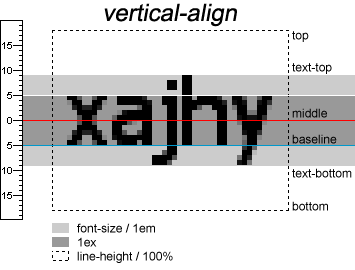 vertical-align
top
15
10
text-top
5
xajhy
middle
0
baseline
5
text-bottom
10
15
bottom
font-size / 1em
1ex
line-height / 100%